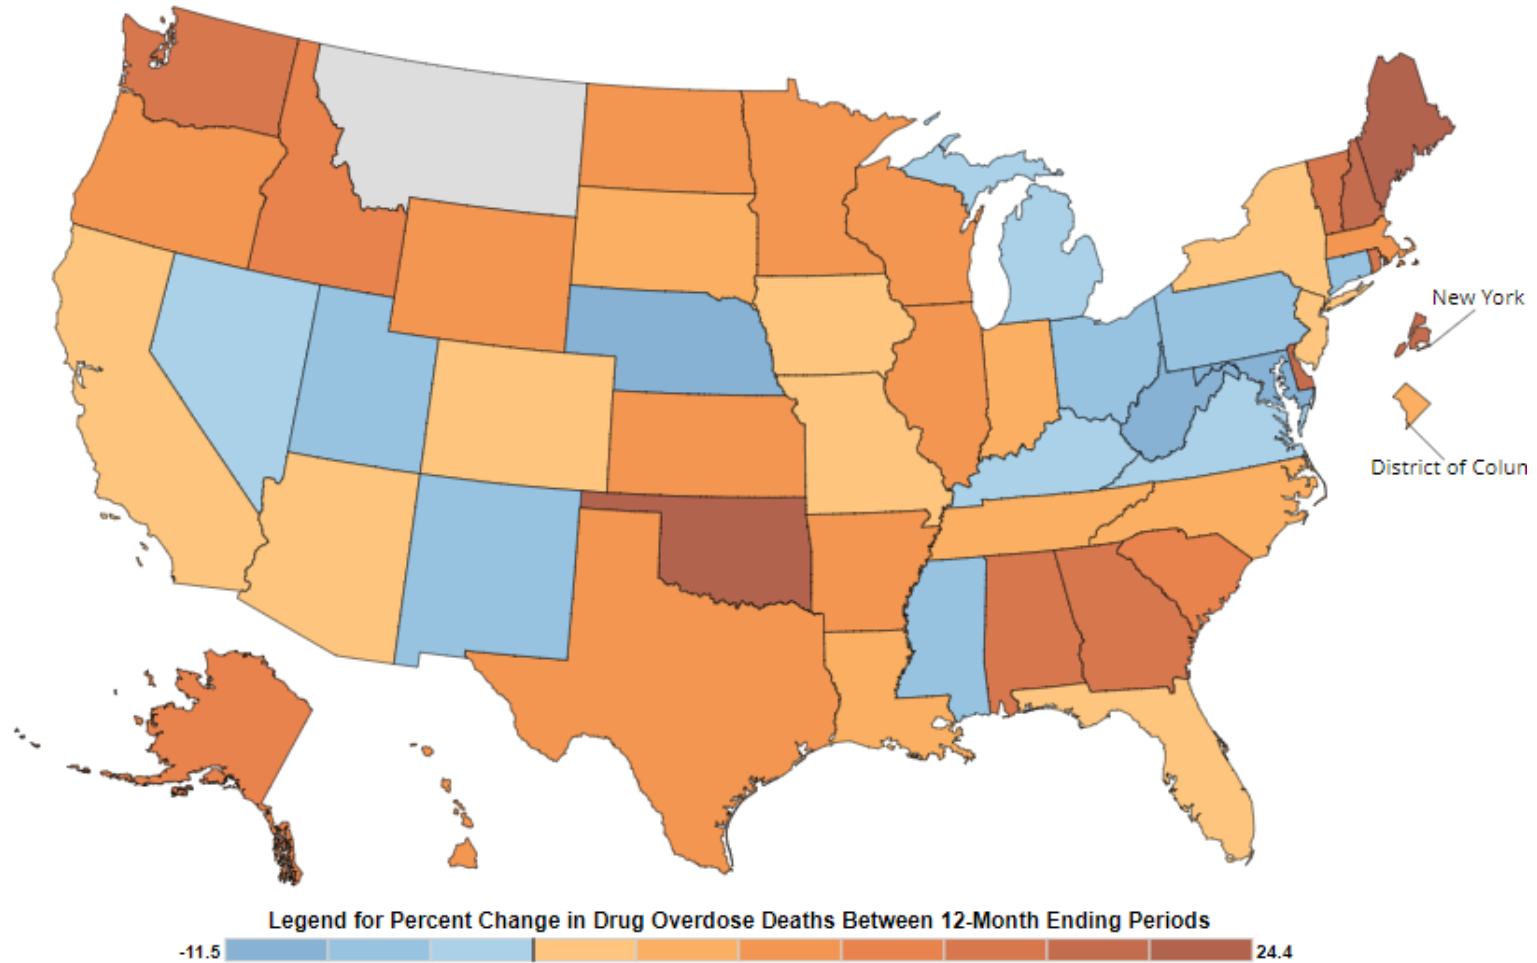 New York
District of Colun
Legend for Percent Change in Drug Overdose Deaths Between 12-Month Ending Periods
-11.5 24.4